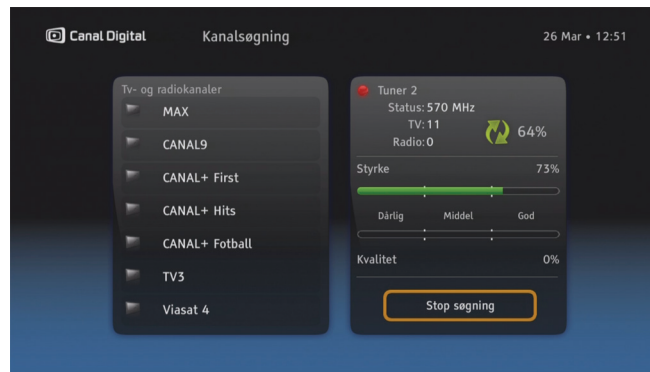 Canal Digital
Kanalsøgning
26 Mar • 12:51
Tv- og radiokanaler
MAX
CANAL9
CANAL+ First
CANAL+ Hits
CANAL+ Fotball
TV3
Viasat 4
Tuner 2
Status: 570 MHz
TV: 11
Radio: 0
64%
Styrke 73%
Dårlig Middel God
Kvalitet 0%
Stop søgning